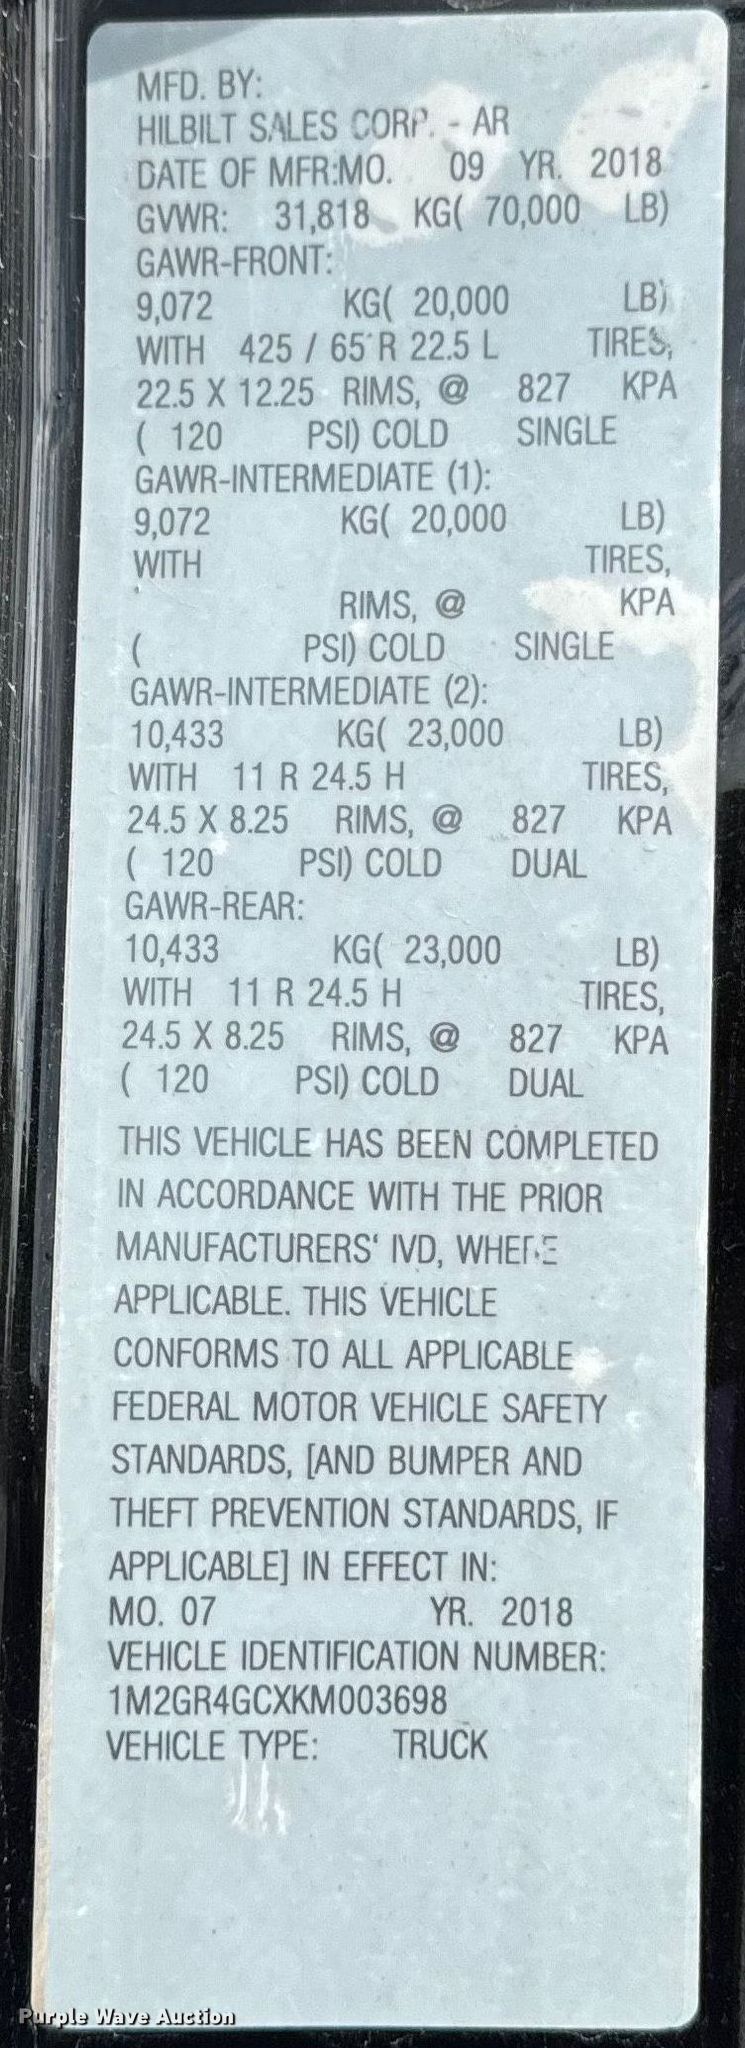 MFD. BY:
HILBILT SALES CORP. - AR
DATE OF MFR:MO. 09 YR. 2018
GVWR: 31,818 KG( 70,000 LB)
GAWR-FRONT:
9,072 KG( 20,000 LB)
WITH 425 / 65 R 22.5 L TIRES,
22.5 X 12.25 RIMS, @ 827 KPA
( 120 PSI) COLD SINGLE
GAWR-INTERMEDIATE (1):
9,072 KG( 20,000 LB)
WITH TIRES,
RIMS, @ KPA
( PSI) COLD SINGLE
GAWR-INTERMEDIATE (2):
10,433 KG( 23,000 LB)
WITH 11 R 24.5 H TIRES,
24.5 X 8.25 RIMS, @ 827 KPA
( 120 PSI) COLD DUAL
GAWR-REAR:
10,433 KG( 23,000 LB)
WITH 11 R 24.5 H TIRES,
24.5 X 8.25 RIMS, @ 827 KPA
( 120 PSI) COLD DUAL
THIS VEHICLE HAS BEEN COMPLETED
IN ACCORDANCE WITH THE PRIOR
MANUFACTURERS' IVD, WHERE
APPLICABLE. THIS VEHICLE
CONFORMS TO ALL APPLICABLE
FEDERAL MOTOR VEHICLE SAFETY
STANDARDS, [AND BUMPER AND
THEFT PREVENTION STANDARDS, IF
APPLICABLE] IN EFFECT IN:
MO. 07 YR. 2018
VEHICLE IDENTIFICATION NUMBER:
1M2GR4GCXKM003698
VEHICLE TYPE: TRUCK
Purple Wave Auction